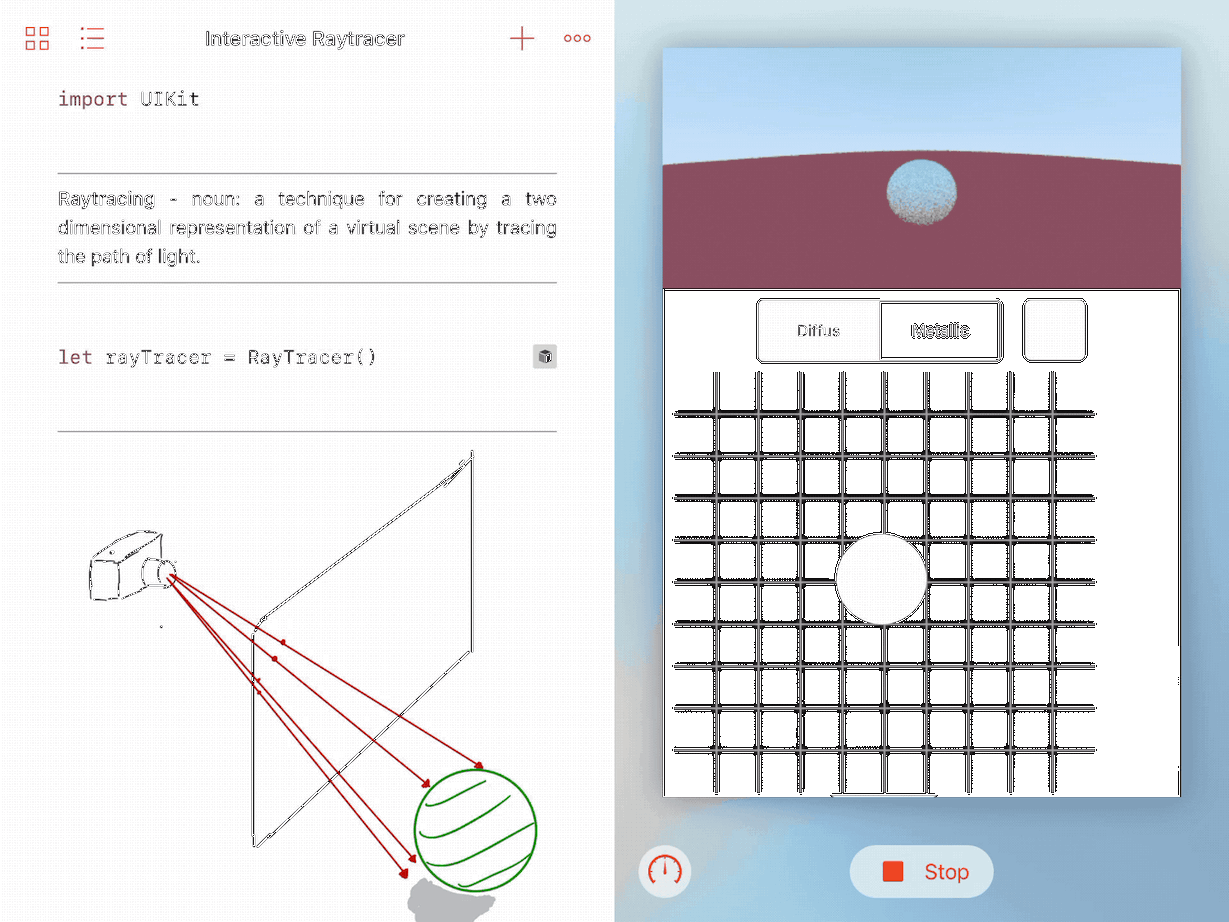 Interactive Raytracer
import UIKit
Raytracing - noun: a technique for creating a two
dimensional representation of a virtual scene by tracing
the path of light.
let rayTracer = RayTracer()
Diffus
Metallic
Stop